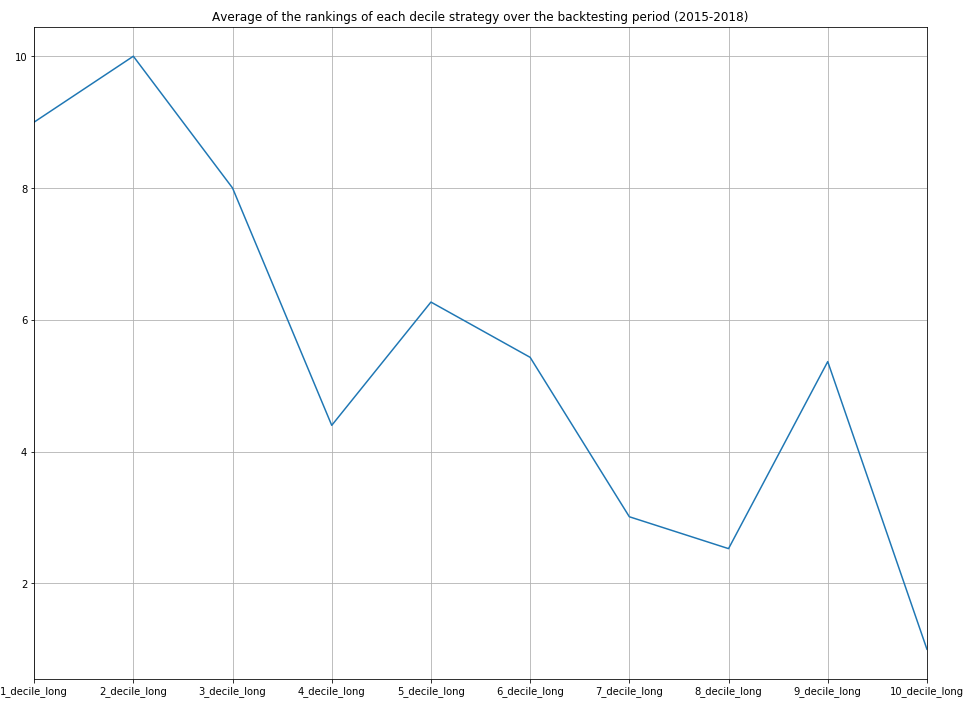 Average of the rankings of each decile strategy over the backtesting period (2015-2018)
10
8
6
4
2
1_decile_long 2_decile_long 3_decile_long 4_decile_long 5_decile_long 6_decile_long 7_decile_long 8_decile_long 9_decile_long 10_decile_long